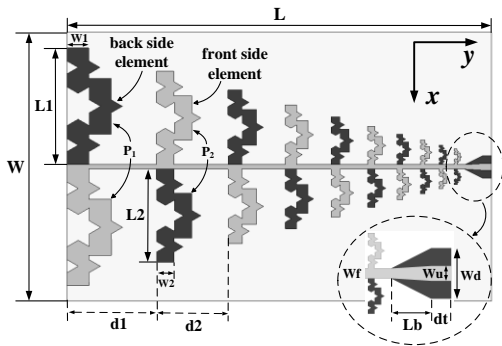 L
W1
back side
element
front side
element
y
x
L1
P1
P2
W
L2
W2
d1
d2
Wf
Wu
Wd
Lb
dt